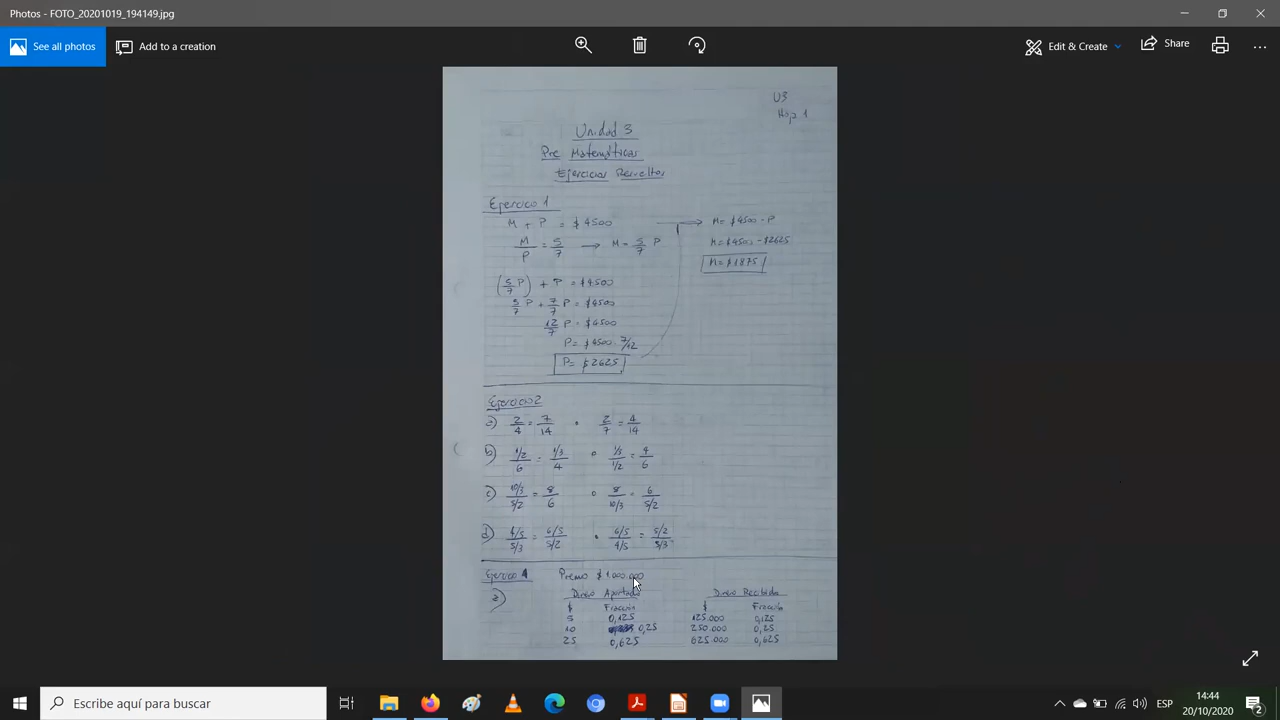 Photos - FOTO_20201019_194149.jpg
See all photos
Add to a creation
Edit & Create
Share
U3
Hoja 1
Unidad 3
Pre Matemáticas
Ejercicios Resueltos
Ejercicio 1
M + P = $4500
M/P = 5/7 → M = 5/7 P
(5/7 P) + P = $4500
5/7 P + 7/7 P = $4500
12/7 P = $4500
P = $4500 · 7/12
P = $2625
M = $4500 - P
M = $4500 - $2625
M = $1875
Ejercicio 2
a) 2/4 = 7/14 o 2/7 = 4/14
b) 1/2/6 = 1/3/4 o 1/3/1/2 = 4/6
c) 10/3/5/2 = 8/6 o 8/10/3 = 6/5/2
d) 4/5/5/3 = 6/5/5/2 o 6/5/4/5 = 5/2/5/3
Ejercicio 4 Premio $1.000.000
a) Dinero Aportado Dinero Recibido
$ Fracción $ Fracción
5 0,125 125.000 0,125
10 0,25 250.000 0,25
25 0,625 625.000 0,625
Escribe aquí para buscar
ESP
14:44
20/10/2020
2